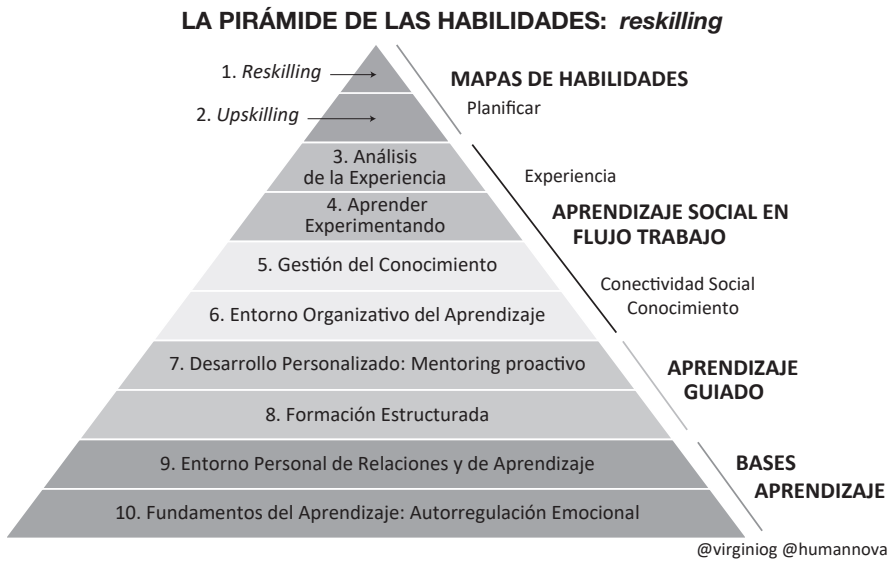 LA PIRÁMIDE DE LAS HABILIDADES: reskilling
1. Reskilling
2. Upskilling
3. Análisis
de la Experiencia
4. Aprender
Experimentando
5. Gestión del Conocimiento
6. Entorno Organizativo del Aprendizaje
7. Desarrollo Personalizado: Mentoring proactivo
8. Formación Estructurada
9. Entorno Personal de Relaciones y de Aprendizaje
10. Fundamentos del Aprendizaje: Autorregulación Emocional
MAPAS DE HABILIDADES
Planificar
Experiencia
APRENDIZAJE SOCIAL EN
FLUJO TRABAJO
Conectividad Social
Conocimiento
APRENDIZAJE
GUIADO
BASES
APRENDIZAJE
@virginiog @humannova